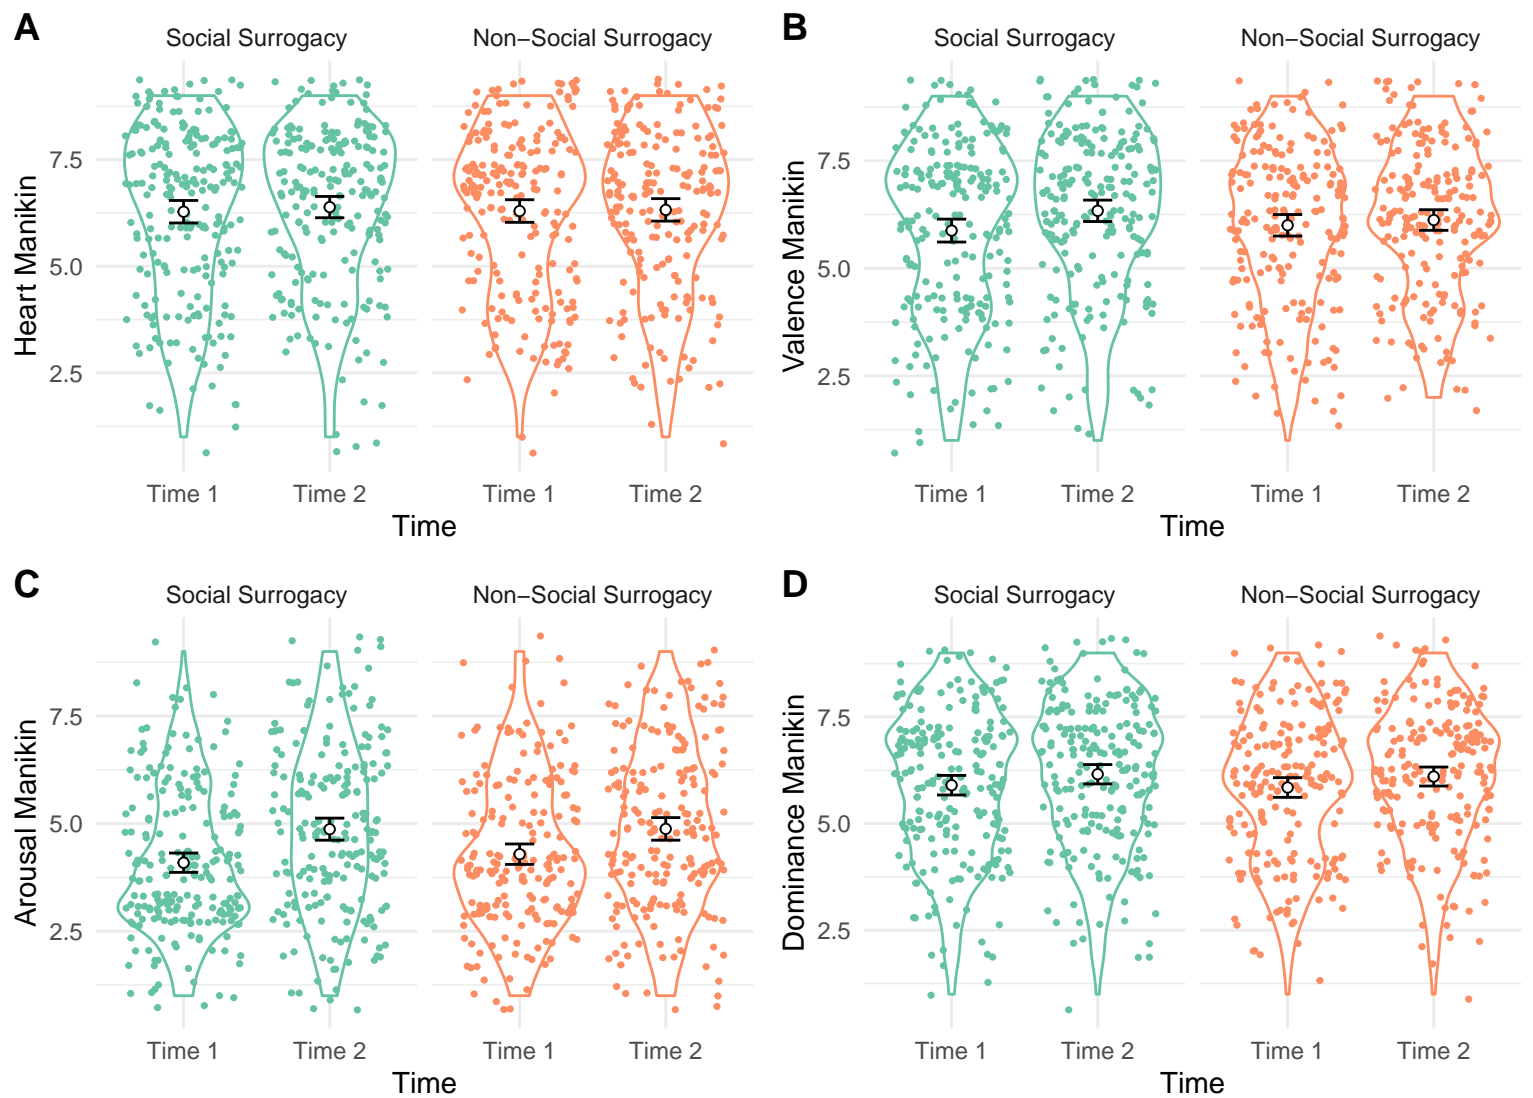 A
Social Surrogacy
Non−Social Surrogacy
Heart Manikin
7.5
5.0
2.5
Time 1
Time 2
Time 1
Time 2
Time
B
Social Surrogacy
Non−Social Surrogacy
Valence Manikin
7.5
5.0
2.5
Time 1
Time 2
Time 1
Time 2
Time
C
Social Surrogacy
Non−Social Surrogacy
Arousal Manikin
7.5
5.0
2.5
Time 1
Time 2
Time 1
Time 2
Time
D
Social Surrogacy
Non−Social Surrogacy
Dominance Manikin
7.5
5.0
2.5
Time 1
Time 2
Time 1
Time 2
Time